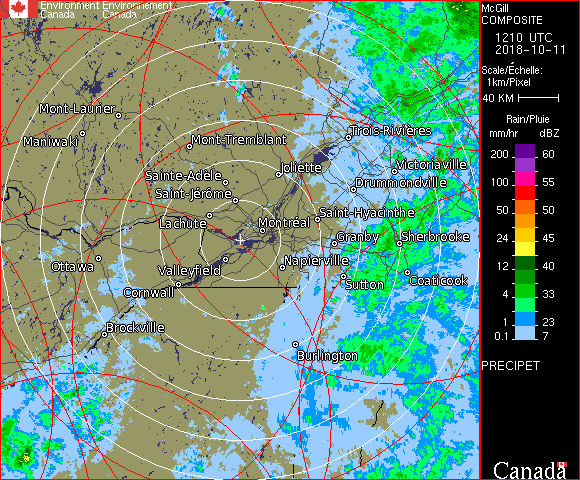 Environment Environnement
Canada Canada
McGill
COMPOSITE
1210 UTC
2018-10-11
Scale/Échelle:
1km/Pixel
40 KM
Rain/Pluie
mm/hr dBZ
200 60
100 55
50 50
24 45
12 40
4 33
1 23
0.1 7
PRECIPET
Canada
Mont-Laurier
Maniwaki
Mont-Tremblant
Trois-Rivières
Joliette
Victoriaville
Sainte-Adèle
Drummondville
Saint-Jérôme
Lachute
Saint-Hyacinthe
Montréal
Granby
Sherbrooke
Ottawa
Valleyfield
Napierville
Coaticook
Cornwall
Sutton
Brockville
Burlington